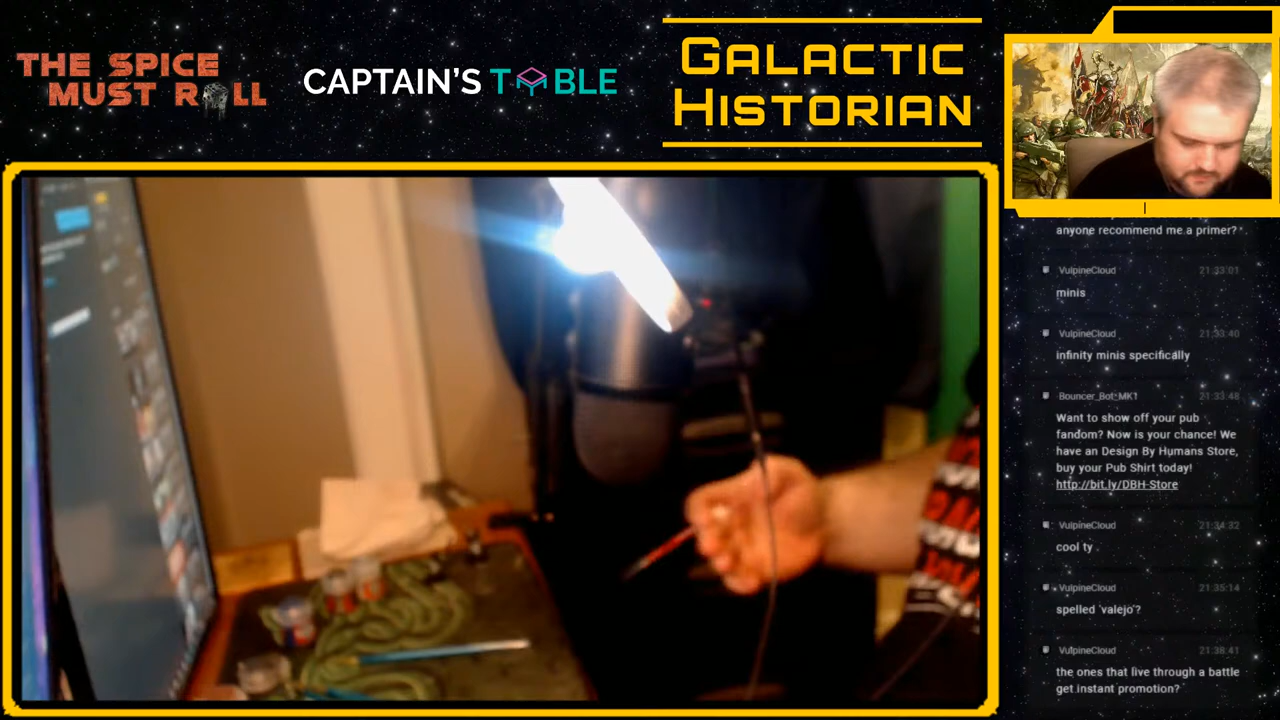 THE SPICE
MUST ROLL
CAPTAIN'S TABLE
GALACTIC
HISTORIAN
anyone recommend me a primer?
VulpineCloud 21:33:01
minis
VulpineCloud 21:33:40
infinity minis specifically
Bouncer_Bot_MK1 21:33:48
Want to show off your pub
fandom? Now is your chance! We
have an Design By Humans Store,
buy your Pub Shirt today!
http://bit.ly/DBH-Store
VulpineCloud 21:34:32
cool ty
VulpineCloud 21:35:14
spelled 'valejo'?
VulpineCloud 21:38:41
the ones that live through a battle
get instant promotion?